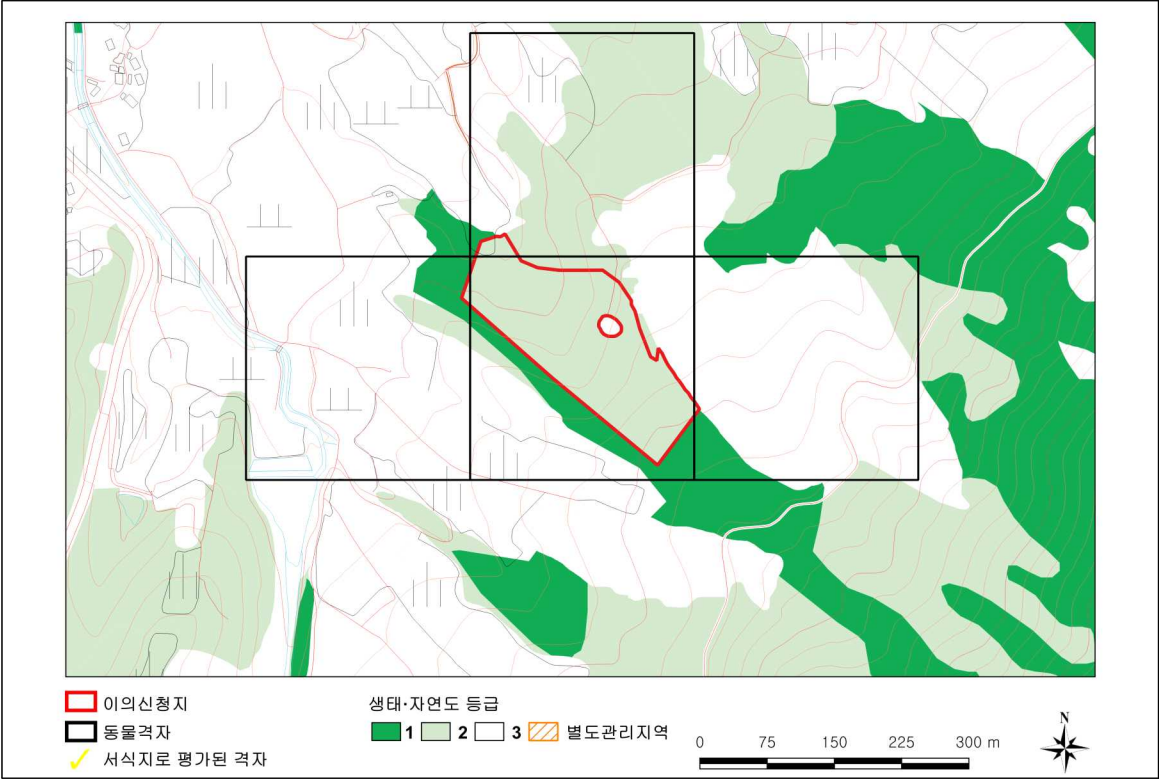 이의신청지
동물격자
서식지로 평가된 격자
생태·자연도 등급
1 2 3 별도관리지역
0 75 150 225 300 m
N